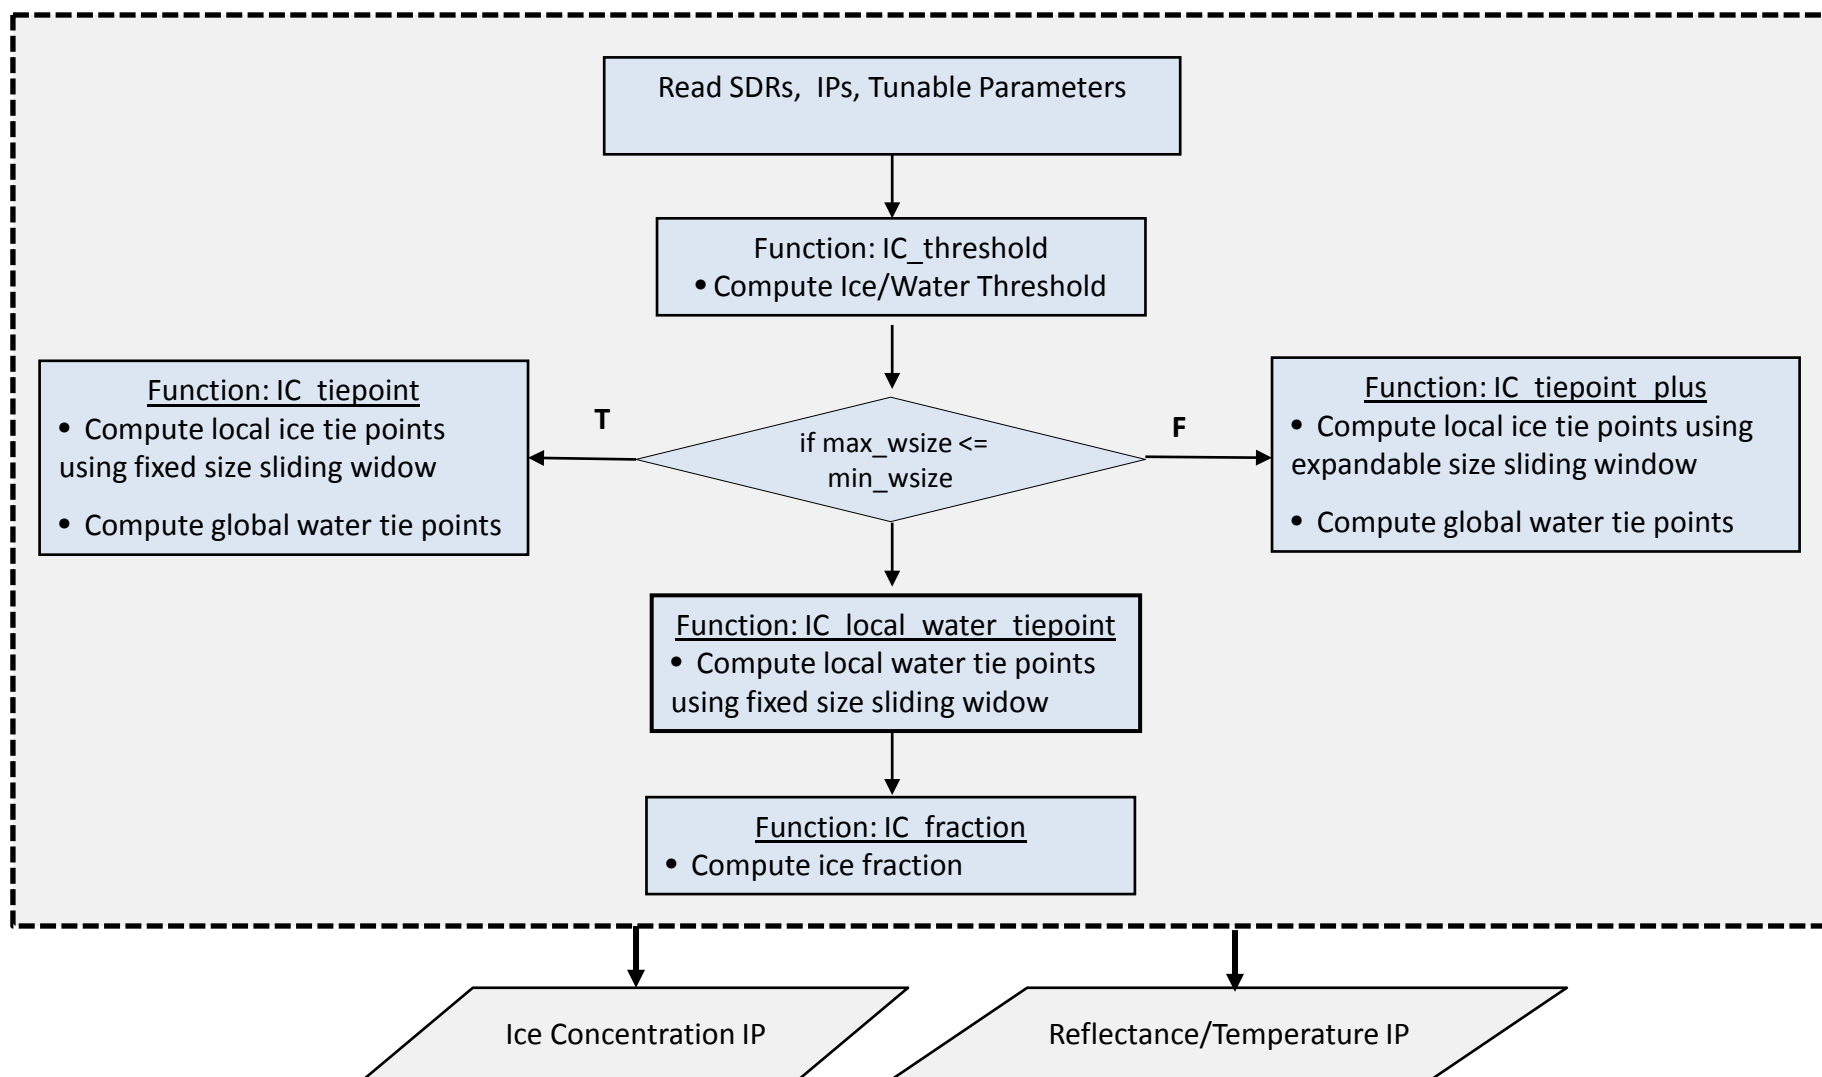 Read SDRs, IPs, Tunable Parameters
Function: IC_threshold
• Compute Ice/Water Threshold
Function: IC_tiepoint
• Compute local ice tie points
using fixed size sliding widow
• Compute global water tie points
T
if max_wsize <=
min_wsize
F
Function: IC_tiepoint_plus
• Compute local ice tie points using
expandable size sliding window
• Compute global water tie points
Function: IC_local_water_tiepoint
• Compute local water tie points
using fixed size sliding widow
Function: IC_fraction
• Compute ice fraction
Ice Concentration IP
Reflectance/Temperature IP